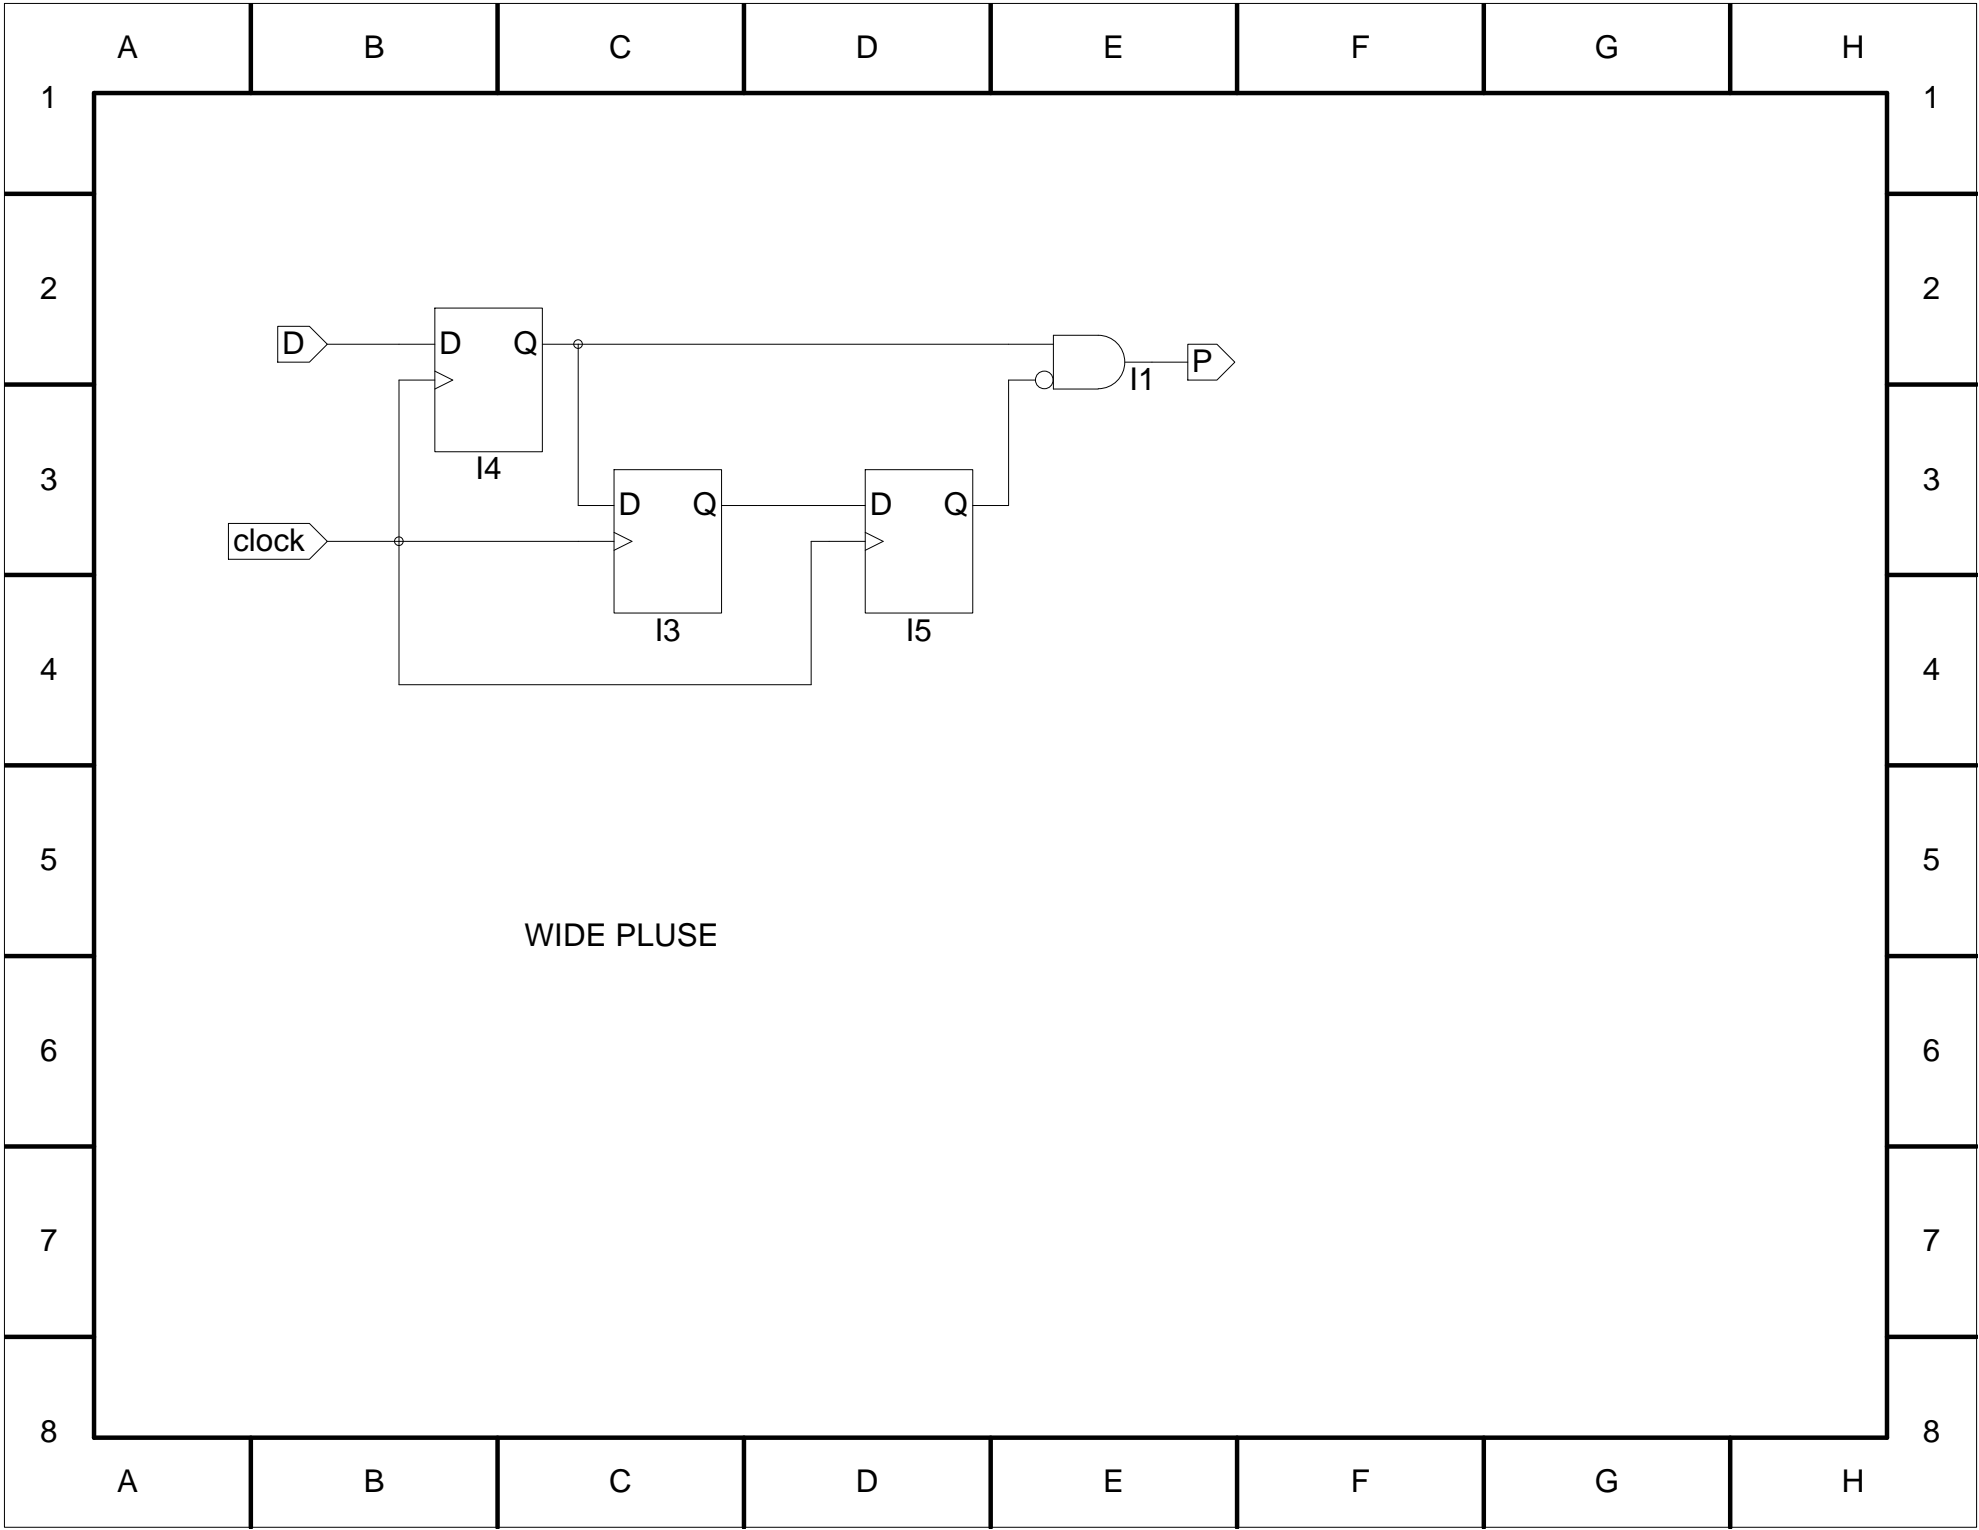 A B C D E F G H
1 1
2 2
D D Q P
I1
I4
3 3
D Q D Q
clock
I3 I5
4 4
5 5
WIDE PLUSE
6 6
7 7
8 8
A B C D E F G H